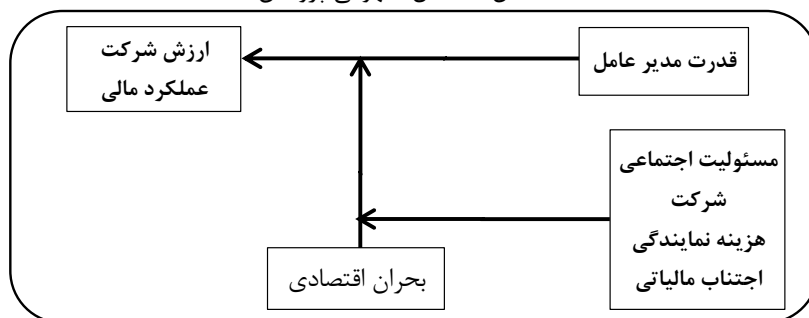 قدرت مدیر عامل
ارزش شرکت
عملکرد مالی
مسئولیت اجتماعی
شرکت
هزینه نمایندگی
اجتناب مالیاتی
بحران اقتصادی